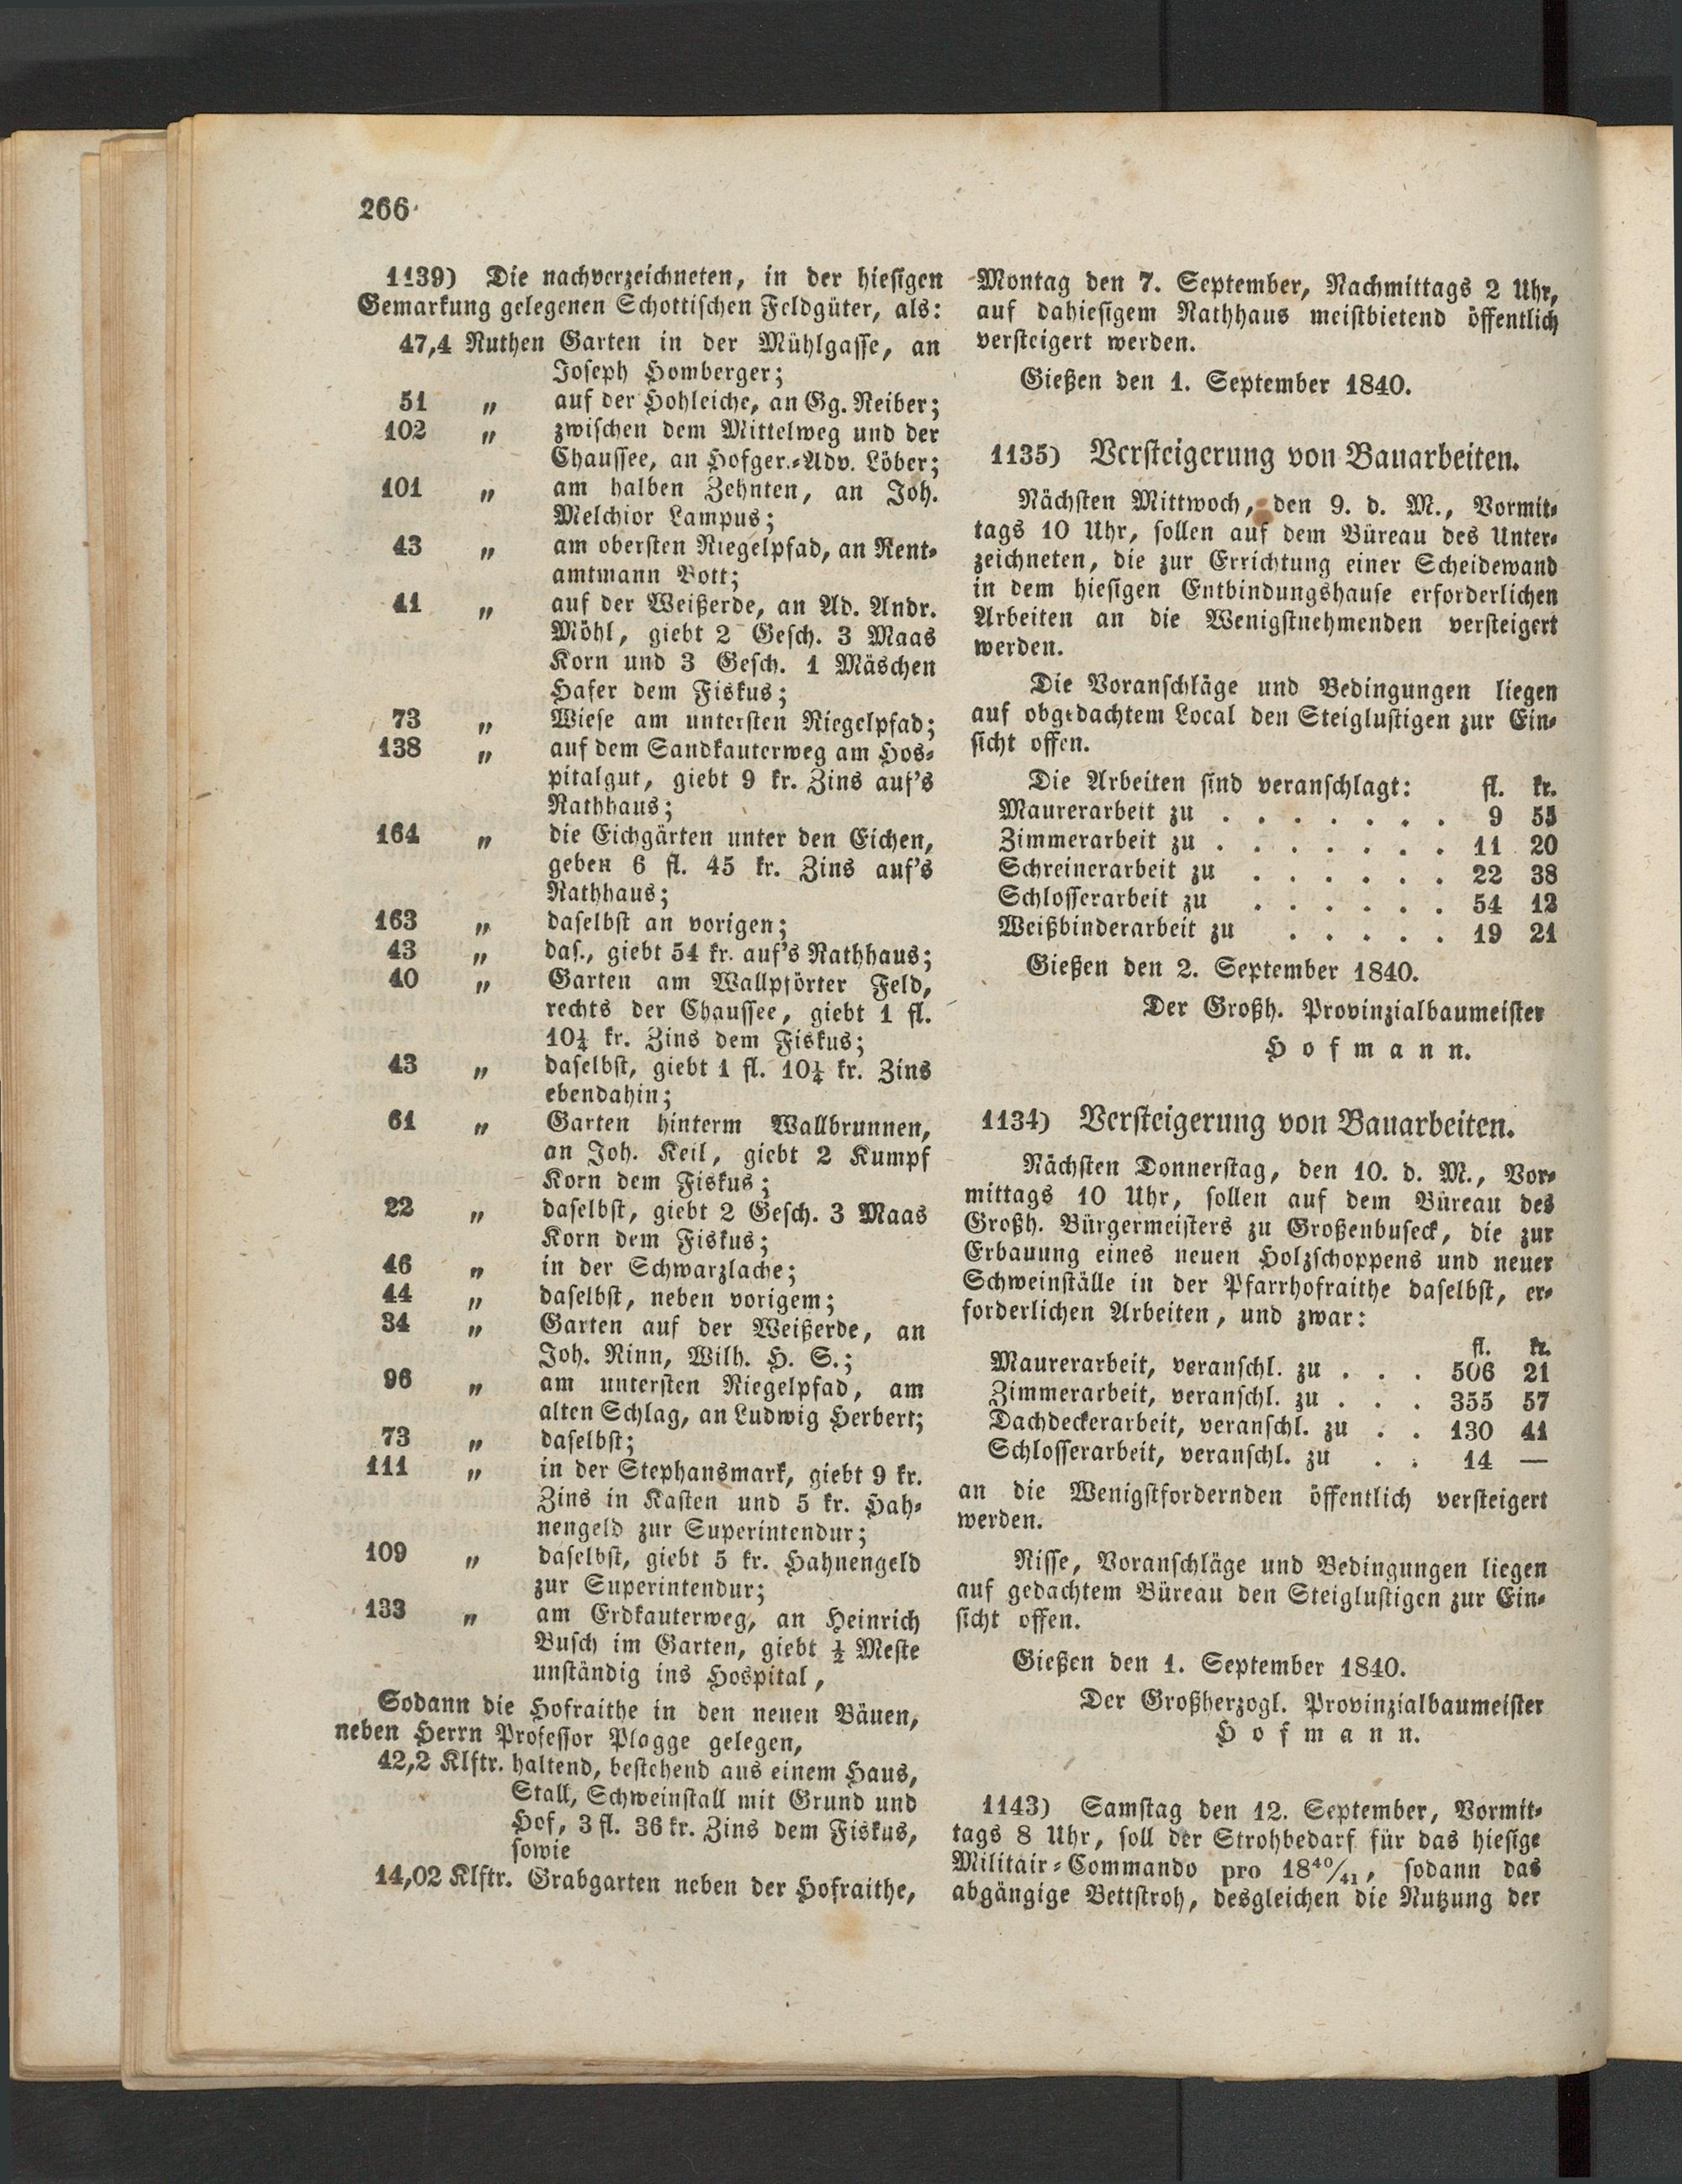 266
1139) Die nachverzeichneten, in der hiesigen
Gemarkung gelegenen Schottischen Feldgüter, als:
47,4 Ruthen Garten in der Mühlgasse, an
Joseph Homberger;
51 „ auf der Hohleiche, an Gg. Reiber;
102 „ zwischen dem Mittelweg und der
Chaussee, an Hofger.-Adv. Löber;
101 „ am halben Zehnten, an Joh.
Melchior Lampus;
43 „ am obersten Riegelpfad, an Rent-
amtmann Bott;
41 „ auf der Weißerde, an Ad. Andr.
Möhl, giebt 2 Gesch. 3 Maas
Korn und 3 Gesch. 1 Mäschen
Hafer dem Fiskus;
73 „ Wiese am untersten Riegelpfad;
138 „ auf dem Sandkauterweg am Hos-
pitalgut, giebt 9 kr. Zins auf's
Rathhaus;
164 „ die Eichgärten unter den Eichen,
geben 6 fl. 45 kr. Zins auf's
Rathhaus;
163 „ daselbst an vorigen;
43 „ das., giebt 54 kr. auf's Rathhaus;
40 „ Garten am Wallpförter Feld,
rechts der Chaussee, giebt 1 fl.
10¼ kr. Zins dem Fiskus;
43 „ daselbst, giebt 1 fl. 10¼ kr. Zins
ebendahin;
61 „ Garten hinterm Wallbrunnen,
an Joh. Keil, giebt 2 Kumpf
Korn dem Fiskus;
22 „ daselbst, giebt 2 Gesch. 3 Maas
Korn dem Fiskus;
46 „ in der Schwarzlache;
44 „ daselbst, neben vorigem;
34 „ Garten auf der Weißerde, an
Joh. Rinn, Wilh. H. S.;
96 „ am untersten Riegelpfad, am
alten Schlag, an Ludwig Herbert;
73 „ daselbst;
111 „ in der Stephansmark, giebt 9 kr.
Zins in Kasten und 5 kr. Hah-
nengeld zur Superintendur;
109 „ daselbst, giebt 5 kr. Hahnengeld
zur Superintendur;
133 „ am Erdkauterweg, an Heinrich
Busch im Garten, giebt ½ Meste
unständig ins Hospital,
Sodann die Hofraithe in den neuen Bäuen,
neben Herrn Professor Plagge gelegen,
42,2 Klftr. haltend, bestehend aus einem Haus,
Stall, Schweinstall mit Grund und
Hof, 3 fl. 36 kr. Zins dem Fiskus,
sowie
14,02 Klftr. Grabgarten neben der Hofraithe,
Montag den 7. September, Nachmittags 2 Uhr,
auf dahiesigem Rathhaus meistbietend öffentlich
versteigert werden.
Gießen den 1. September 1840.
1135) Versteigerung von Bauarbeiten.
Nächsten Mittwoch, den 9. d. M., Vormit-
tags 10 Uhr, sollen auf dem Büreau des Unter-
zeichneten, die zur Errichtung einer Scheidewand
in dem hiesigen Entbindungshause erforderlichen
Arbeiten an die Wenigstnehmenden versteigert
werden.
Die Voranschläge und Bedingungen liegen
auf obgedachtem Local den Steiglustigen zur Ein-
sicht offen.
Die Arbeiten sind veranschlagt: fl. kr.
Maurerarbeit zu . . . . . . . 9
Zimmerarbeit zu . . . . . . . 11 20
Schreinerarbeit zu . . . . . . 22 38
Schlosserarbeit zu . . . . . . 54 12
Weißbinderarbeit zu . . . . . 19 21
Gießen den 2. September 1840.
Der Großh. Provinzialbaumeister
Hofmann.
1134) Versteigerung von Bauarbeiten.
Nächsten Donnerstag, den 10. d. M., Vor-
mittags 10 Uhr, sollen auf dem Büreau des
Großh. Bürgermeisters zu Großenbuseck, die zur
Erbauung eines neuen Holzschoppens und neuer
Schweinställe in der Pfarrhofraithe daselbst, er-
forderlichen Arbeiten, und zwar:
fl. kr.
Maurerarbeit, veranschl. zu . . . 506 21
Zimmerarbeit, veranschl. zu . . . 355 57
Dachdeckerarbeit, veranschl. zu . . 130 41
Schlosserarbeit, veranschl. zu . . 14 —
an die Wenigstfordernden öffentlich versteigert
werden.
Risse, Voranschläge und Bedingungen liegen
auf gedachtem Büreau den Steiglustigen zur Ein-
sicht offen.
Gießen den 1. September 1840.
Der Großherzogl. Provinzialbaumeister
Hofmann.
1143) Samstag den 12. September, Vormit-
tags 8 Uhr, soll der Strohbedarf für das hiesige
Militair-Commando pro 18⁴⁰/₄₁, sodann das
abgängige Bettstroh, desgleichen die Nutzung der